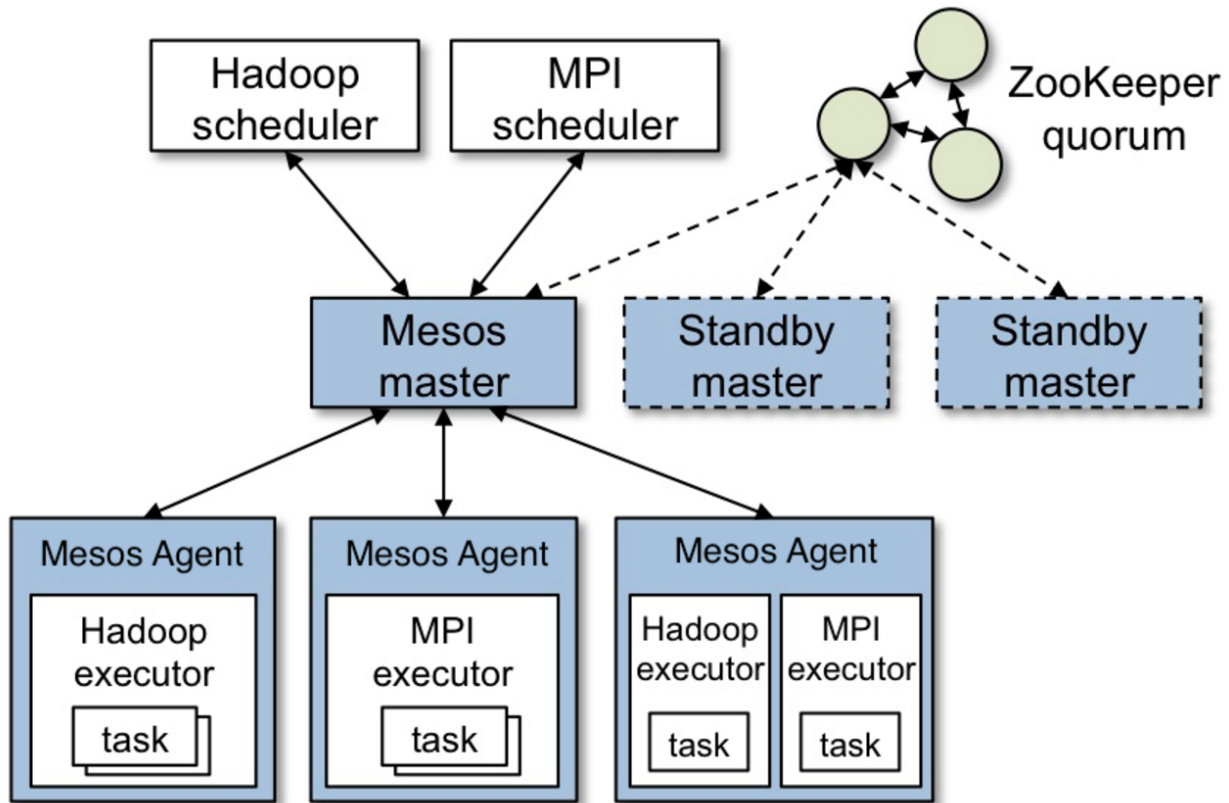 Hadoop
scheduler
MPI
scheduler
ZooKeeper
quorum
Mesos
master
Standby
master
Standby
master
Mesos Agent
Hadoop
executor
task
Mesos Agent
MPI
executor
task
Mesos Agent
Hadoop
executor
task
MPI
executor
task